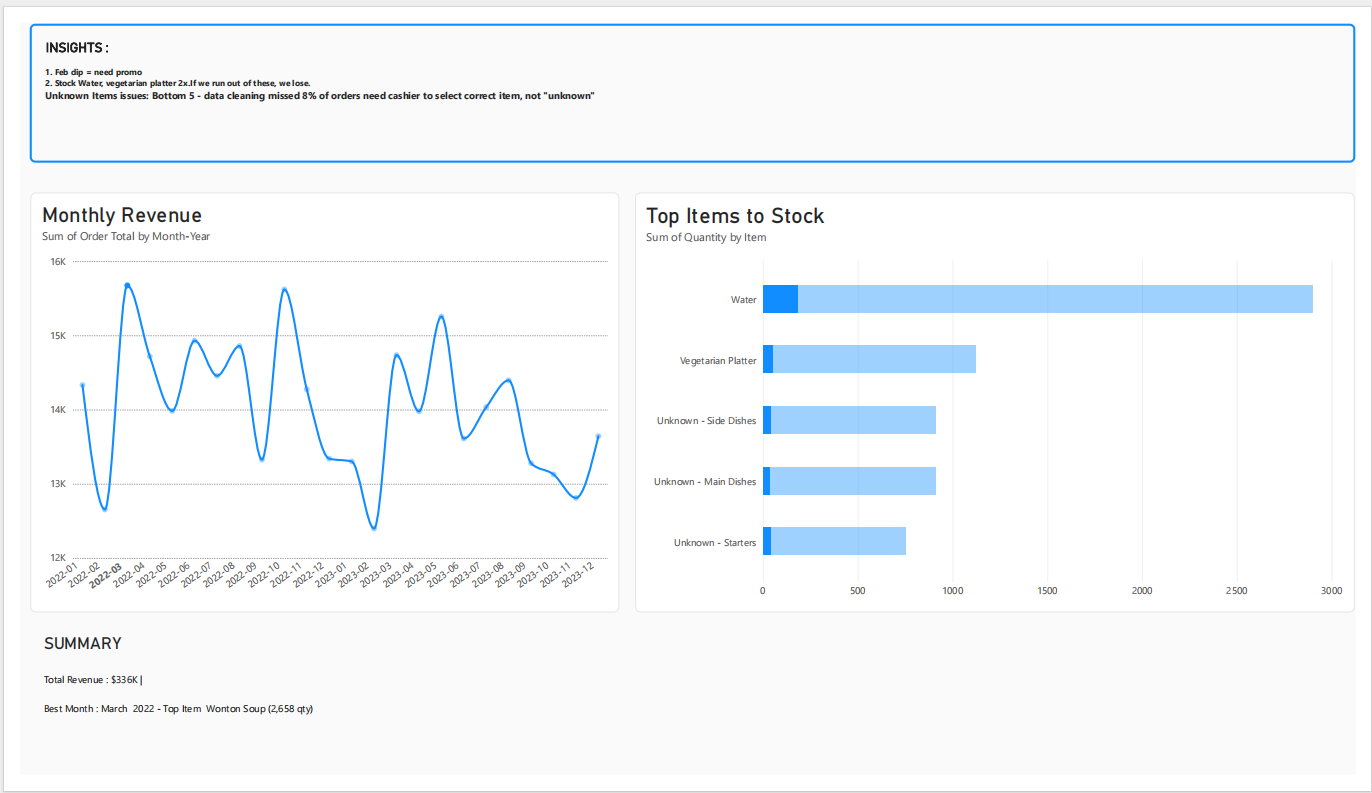 INSIGHTS :
1. Feb dip = need promo
2. Stock Water, vegetarian platter 2x.If we run out of these, we lose.
Unknown Items issues: Bottom 5 - data cleaning missed 8% of orders need cashier to select correct item, not "unknown"
Monthly Revenue
Sum of Order Total by Month-Year
16K
15K
14K
13K
12K
2022-01
2022-02
2022-03
2022-04
2022-05
2022-06
2022-07
2022-08
2022-09
2022-10
2022-11
2022-12
2023-01
2023-02
2023-03
2023-04
2023-05
2023-06
2023-07
2023-08
2023-09
2023-10
2023-11
2023-12
Top Items to Stock
Sum of Quantity by Item
Water
Vegetarian Platter
Unknown - Side Dishes
Unknown - Main Dishes
Unknown - Starters
0 500 1000 1500 2000 2500 3000
SUMMARY
Total Revenue : $336K
Best Month : March 2022 - Top Item Wonton Soup (2,658 qty)